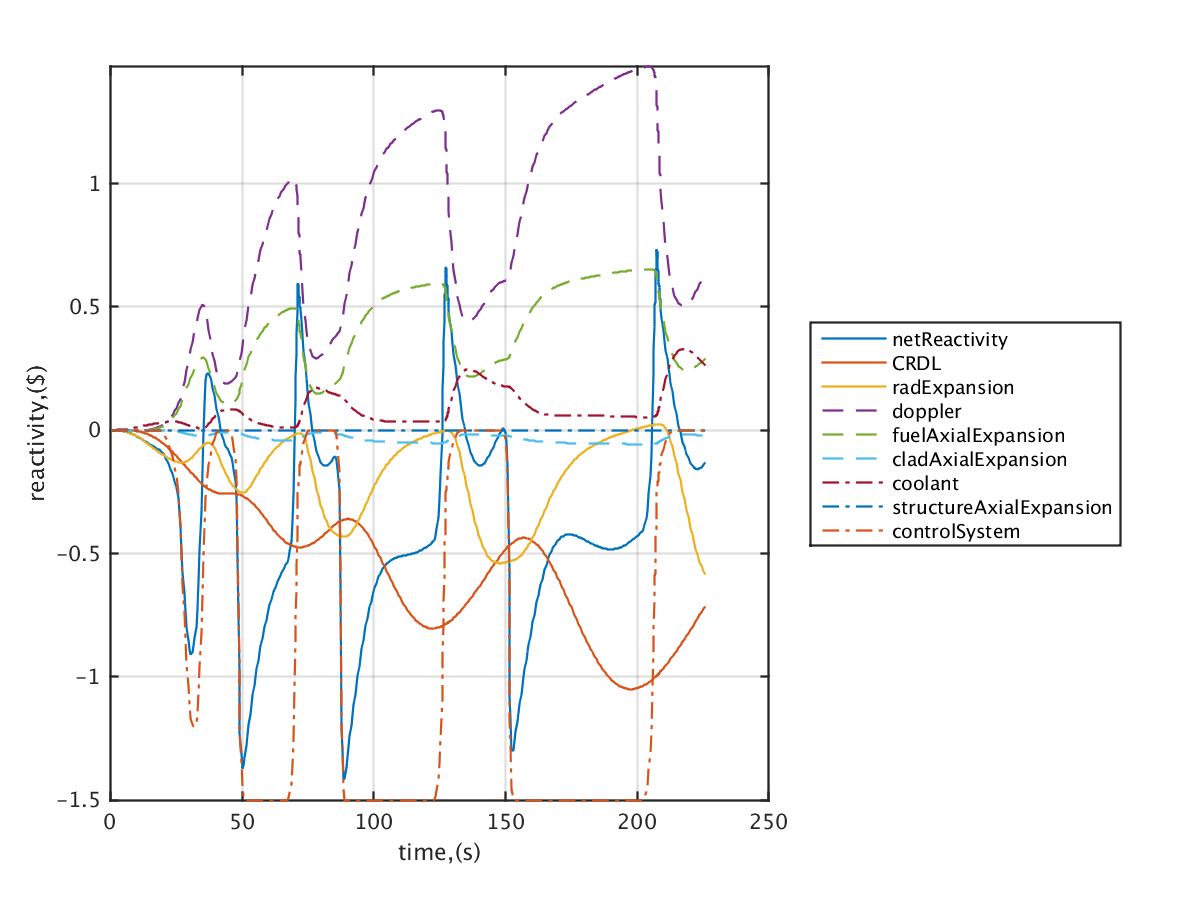 1
0.5
0
−0.5
−1
−1.5
0
50
100
150
200
250
time,(s)
reactivity,($)
netReactivity
CRDL
radExpansion
doppler
fuelAxialExpansion
cladAxialExpansion
coolant
structureAxialExpansion
controlSystem